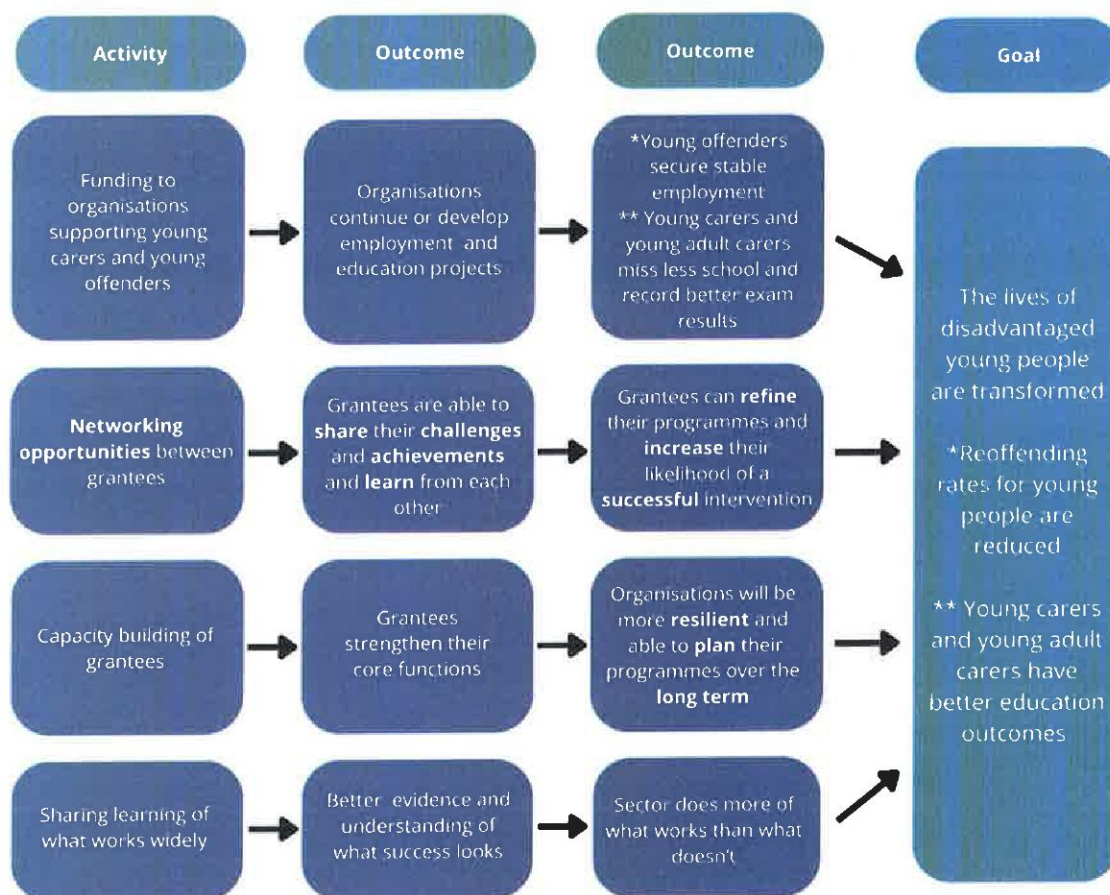 Activity
Outcome
Outcome
Goal
Funding to
organisations
supporting young
carers and young
offenders
Organisations
continue or develop
employment and
education projects
*Young offenders
secure stable
employment
** Young carers and
young adult carers
miss less school and
record better exam
results
Networking
opportunities between
grantees
Grantees are able to
share their challenges
and achievements
and learn from each
other
Grantees can refine
their programmes and
increase their
likelihood of a
successful intervention
Capacity building of
grantees
Grantees
strengthen their
core functions
Organisations will be
more resilient and
able to plan their
programmes over the
long term
Sharing learning of
what works widely
Better evidence and
understanding of
what success looks
Sector does more of
what works than what
doesn't
The lives of
disadvantaged
young people
are transformed
*Reoffending
rates for young
people are
reduced
** Young carers
and young adult
carers have
better education
outcomes